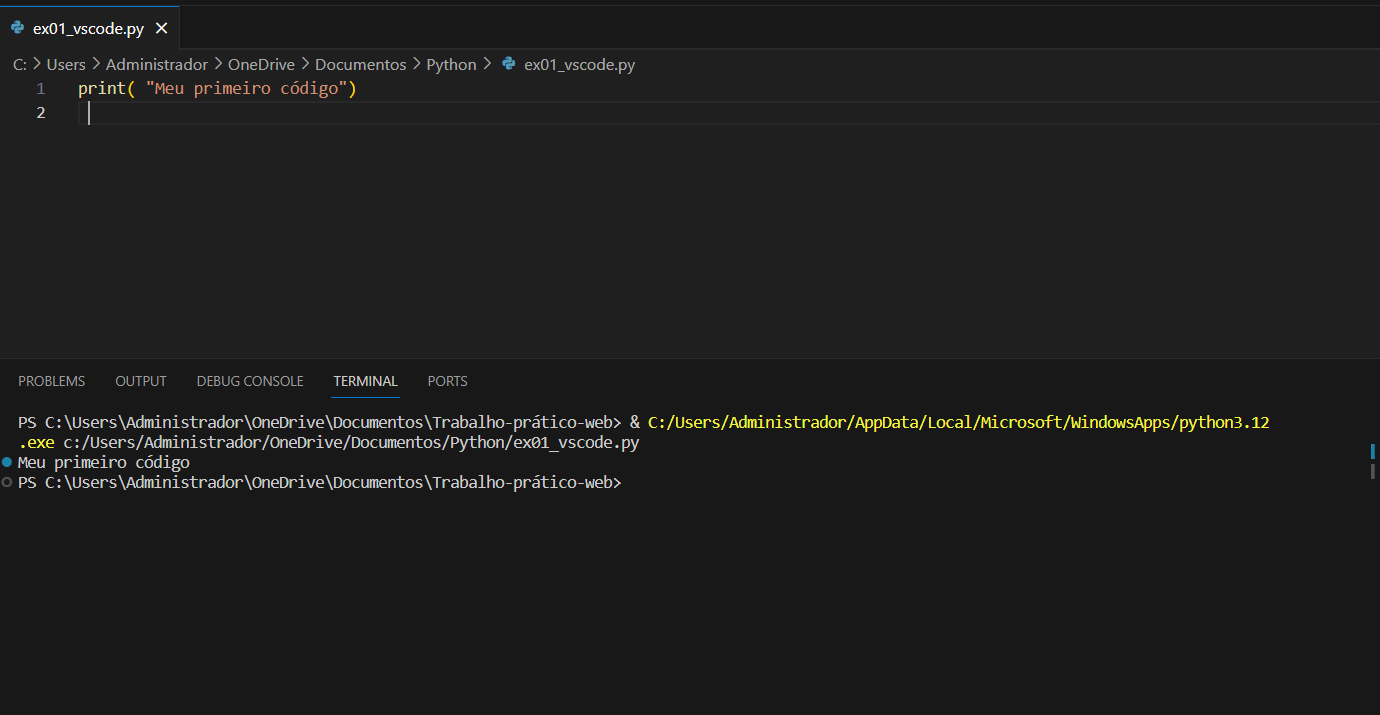 ex01_vscode.py
C: > Users > Administrador > OneDrive > Documentos > Python > ex01_vscode.py
1 print( "Meu primeiro código")
2
PROBLEMS OUTPUT DEBUG CONSOLE TERMINAL PORTS
PS C:\Users\Administrador\OneDrive\Documentos\Trabalho-prático-web> & C:/Users/Administrador/AppData/Local/Microsoft/WindowsApps/python3.12
.exe c:/Users/Administrador/OneDrive/Documentos/Python/ex01_vscode.py
Meu primeiro código
PS C:\Users\Administrador\OneDrive\Documentos\Trabalho-prático-web>